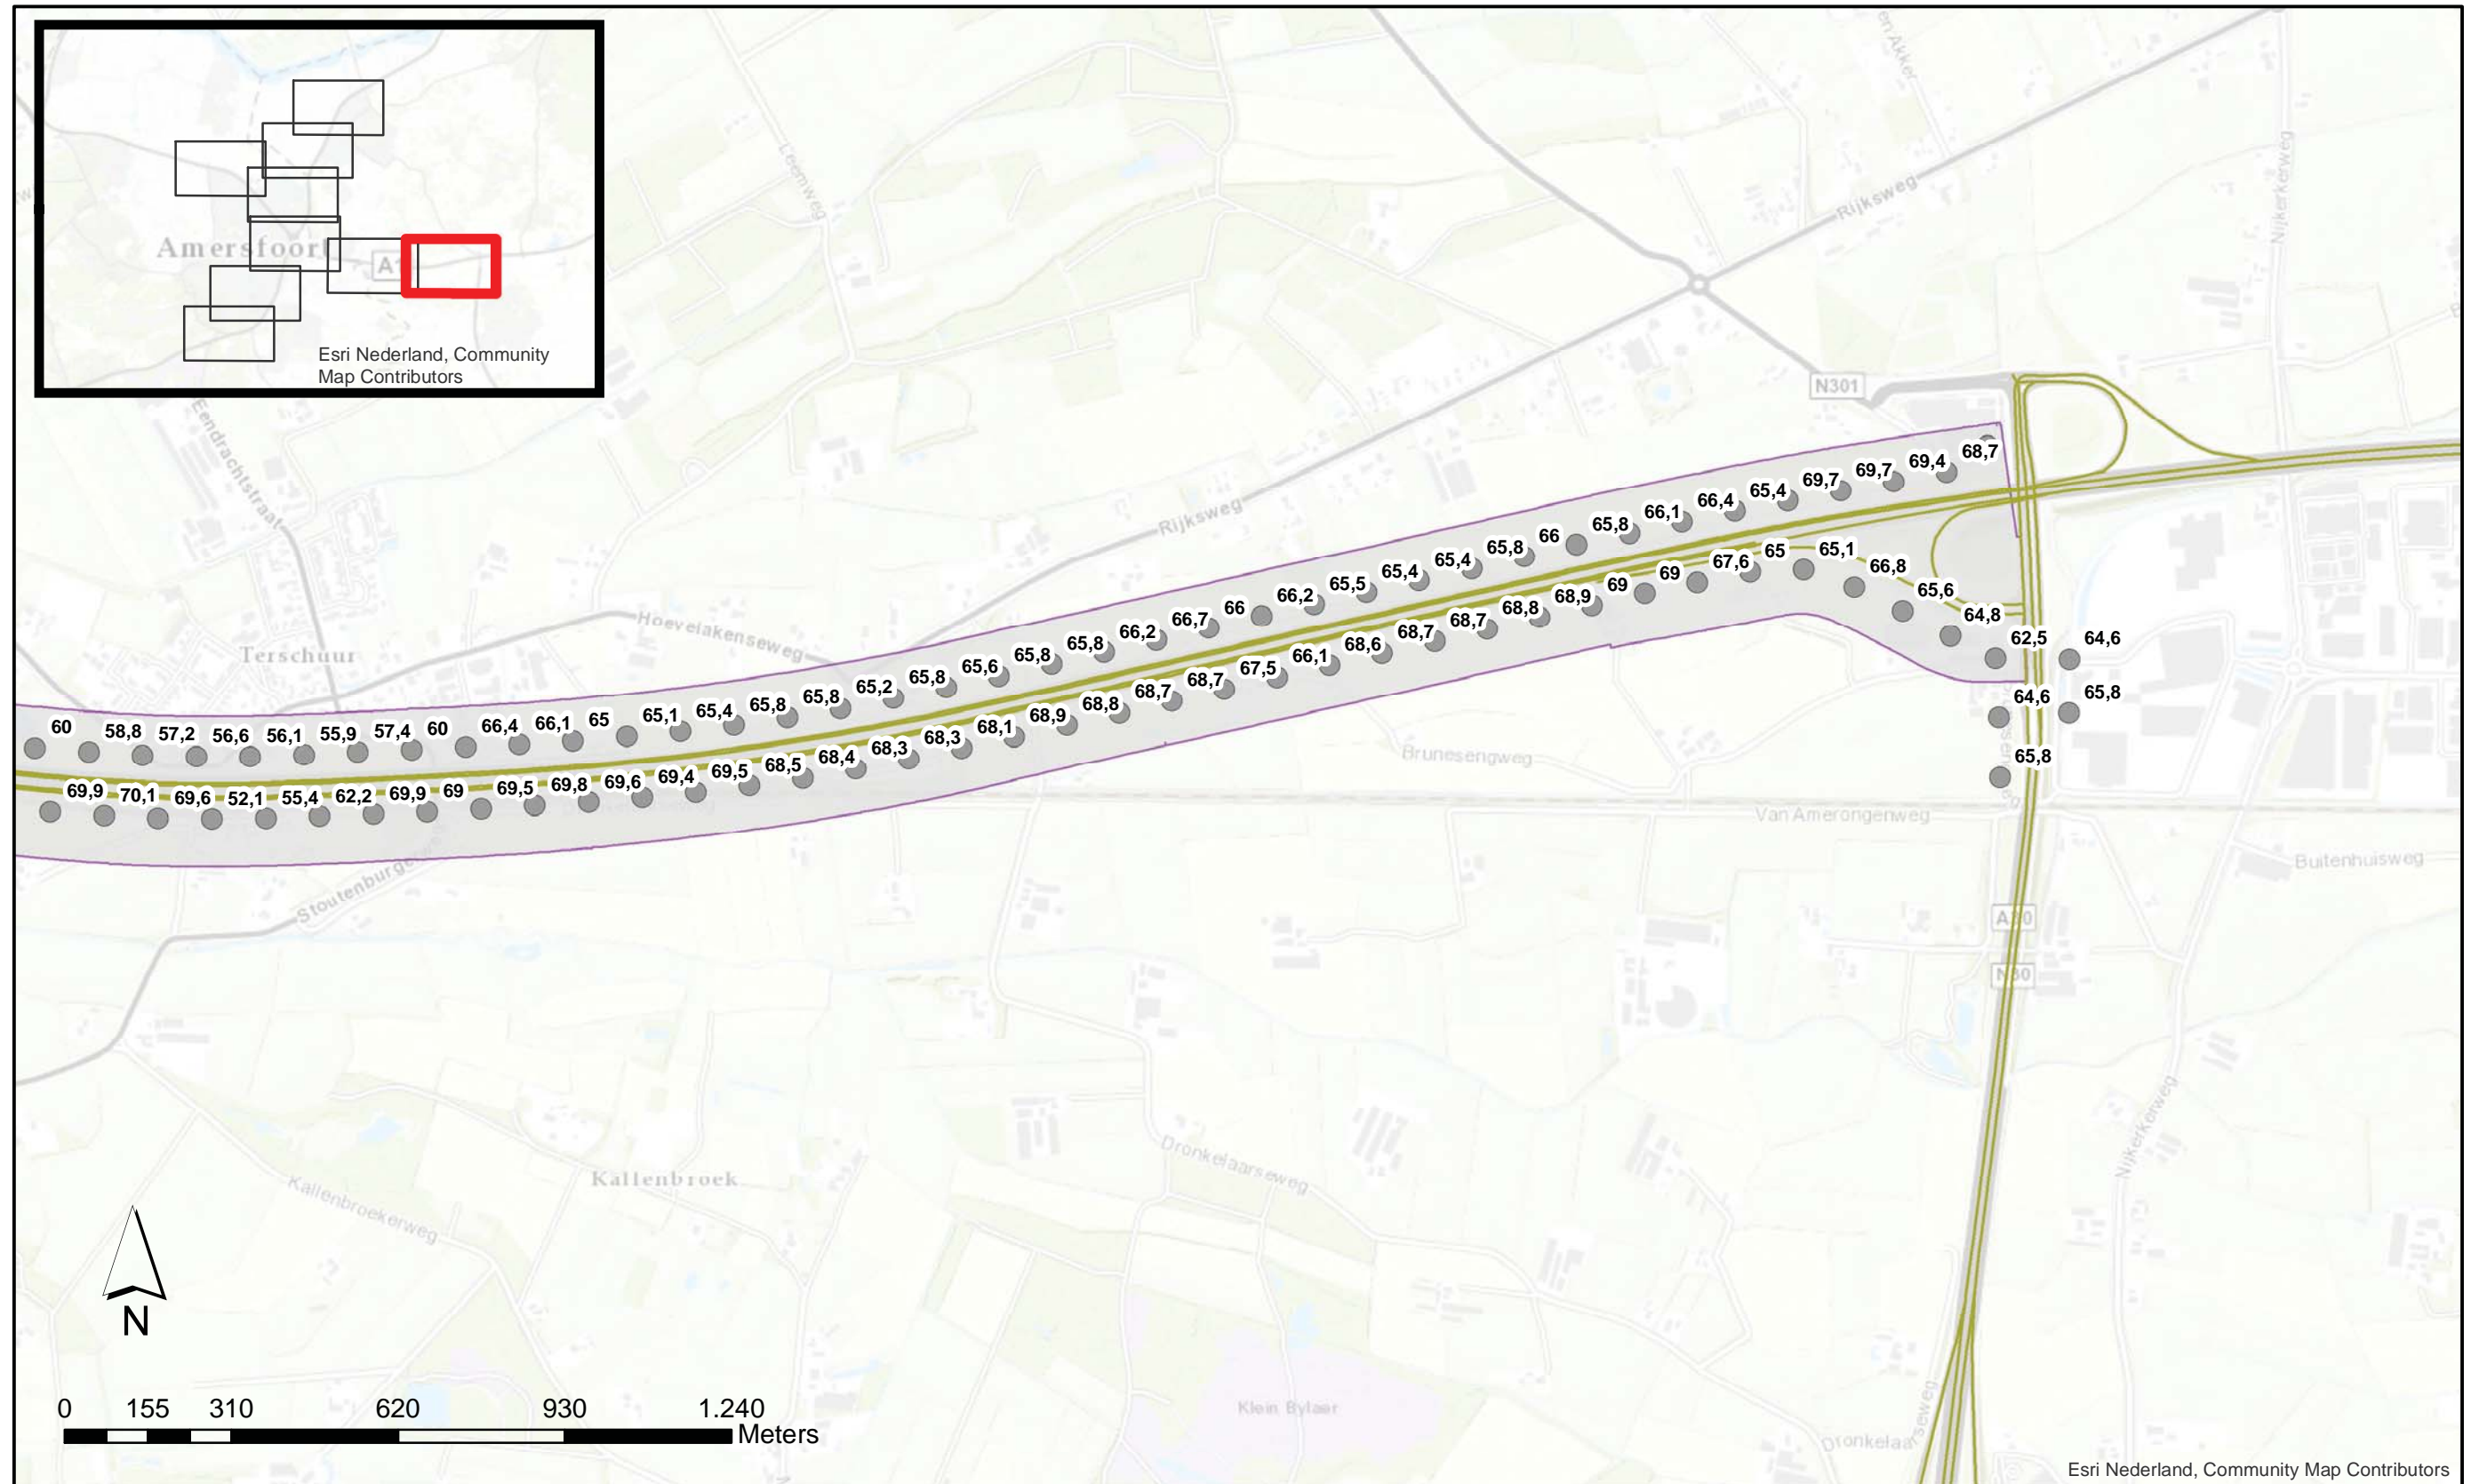 Amersfoort
A1
Esri Nederland, Community
Map Contributors
Leemweg
en Akker
Nijkerkerweg
Rijksweg
N301
Eendrachtstraat
Rijksweg
Hoevelakenseweg
Terschuur
68,7
69,4
69,7
69,7
65,4
66,4
66,1
65,8
66
65,8
65,4
65,4
65,5
66,2
66
66,7
66,2
65,8
65,8
65,6
65,8
65,2
65,8
65,8
65,4
65,1
65
66,1
66,4
60
57,4
55,9
56,1
56,6
57,2
58,8
60
69,9
70,1
69,6
52,1
55,4
62,2
69,9
69
69,5
69,8
69,6
69,4
69,5
68,5
68,4
68,3
68,3
68,1
68,9
68,8
68,7
68,7
67,5
66,1
68,6
68,7
68,7
68,8
68,9
69
69
67,6
65
65,1
66,8
65,6
64,8
62,5
64,6
64,6
65,8
65,8
Brunesengweg
Van Amerongenweg
Buitenhuisweg
Stoutenburgerweg
A30
N30
Dronkelaarseweg
Nijkerkerweg
Kallenbroek
Kallenbroekerweg
Klein Bylaer
Dronkelaarseweg
N
0 155 310 620 930 1.240
Meters
Esri Nederland, Community Map Contributors